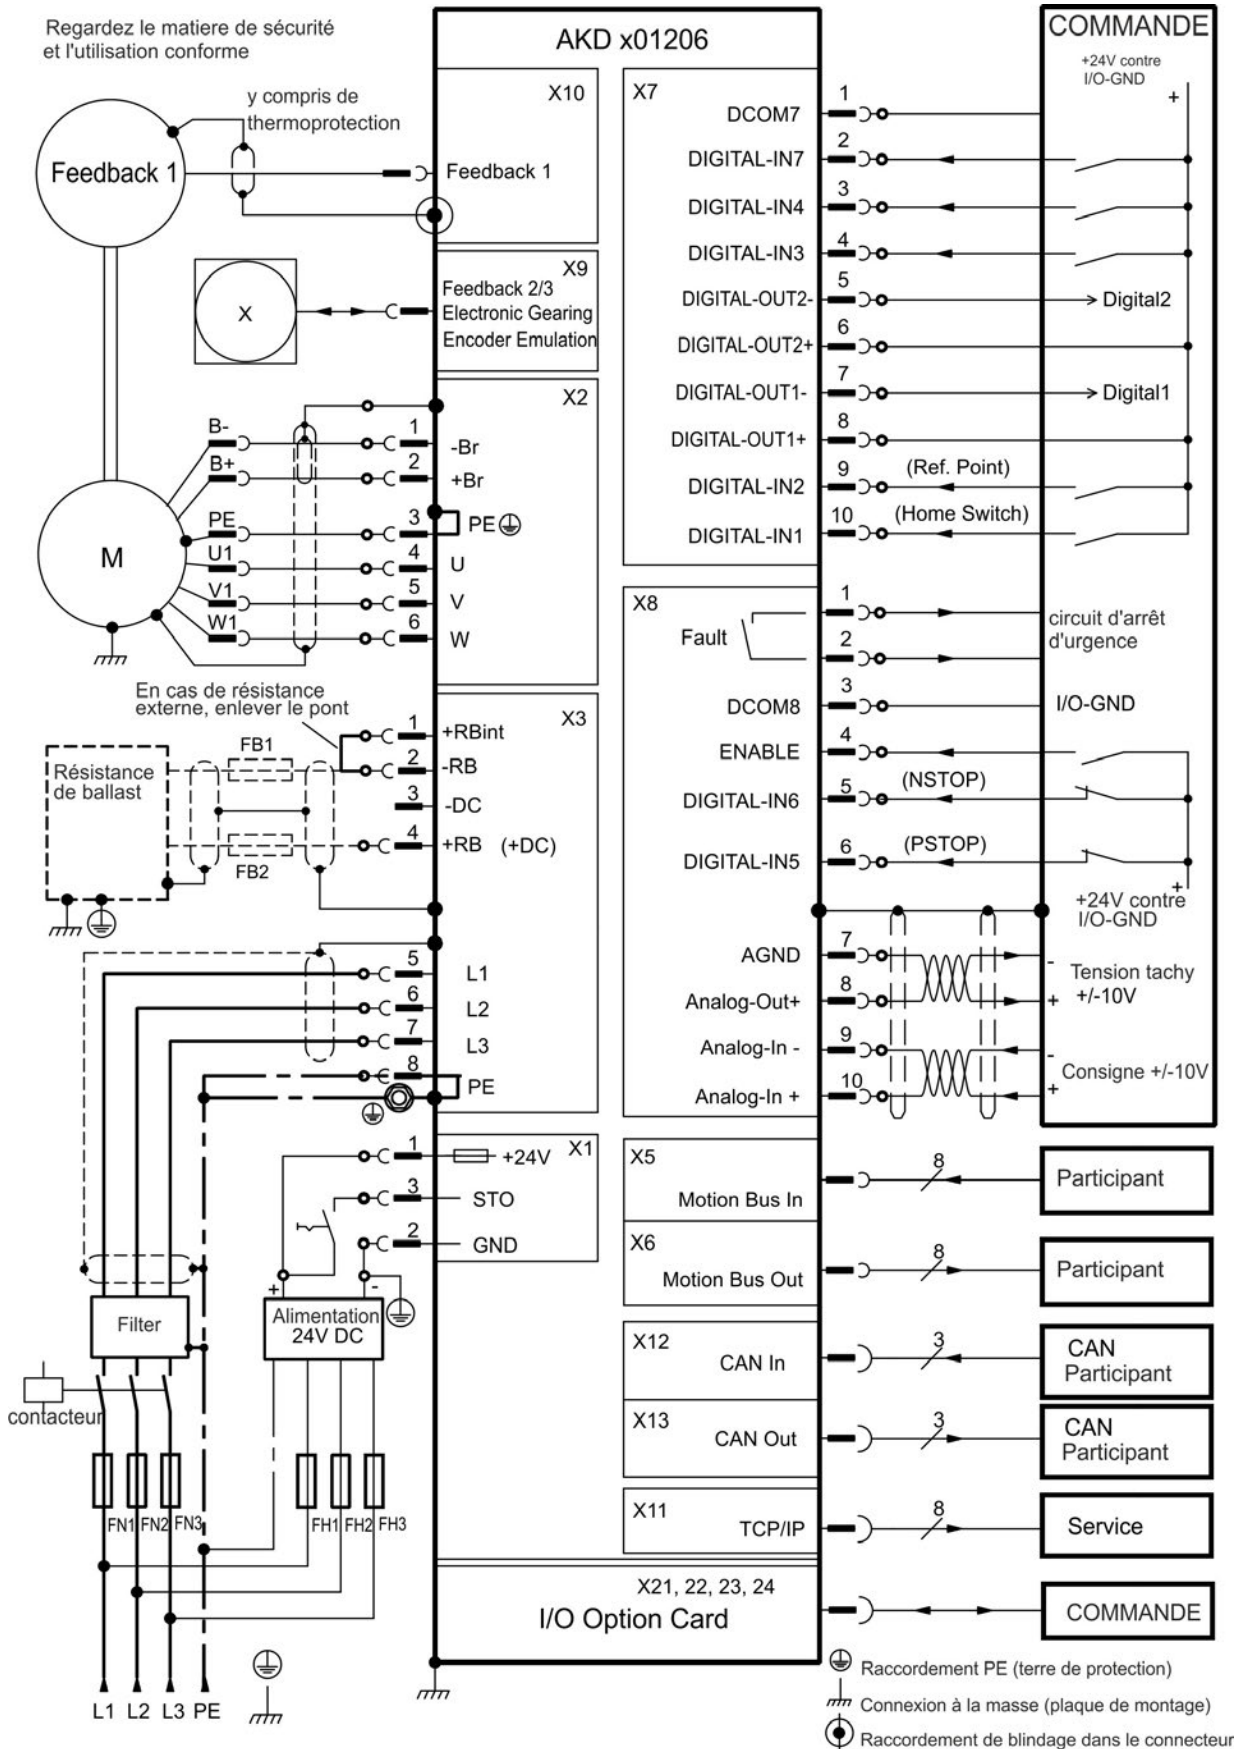 Regardez le matiere de sécurité
et l'utilisation conforme
AKD x01206
COMMANDE
+24V contre
I/O-GND
+
y compris de
thermoprotection
Feedback 1
X10
Feedback 1
X
X9
Feedback 2/3
Electronic Gearing
Encoder Emulation
X7
DCOM7
1
DIGITAL-IN7
2
DIGITAL-IN4
3
DIGITAL-IN3
4
DIGITAL-OUT2-
5
Digital2
DIGITAL-OUT2+
6
DIGITAL-OUT1-
7
Digital1
DIGITAL-OUT1+
8
DIGITAL-IN2
9
(Ref. Point)
DIGITAL-IN1
10
(Home Switch)
X2
M
B-
1
-Br
B+
2
+Br
PE
3
PE
U1
4
U
V1
5
V
W1
6
W
X8
Fault
1
2
circuit d'arrêt
d'urgence
DCOM8
3
I/O-GND
ENABLE
4
DIGITAL-IN6
5
(NSTOP)
DIGITAL-IN5
6
(PSTOP)
+
+24V contre
I/O-GND
AGND
7
-
Tension tachy
+/-10V
Analog-Out+
8
+
Analog-In -
9
-
Consigne +/-10V
Analog-In +
10
+
En cas de résistance
externe, enlever le pont
X3
Résistance
de ballast
FB1
FB2
1
+RBint
2
-RB
3
-DC
4
+RB (+DC)
5
L1
6
L2
7
L3
8
PE
X1
1
+24V
3
STO
2
GND
+
-
Alimentation
24V DC
Filter
contacteur
FN1
FN2
FN3
FH1
FH2
FH3
L1
L2
L3
PE
X5
Motion Bus In
8
Participant
X6
Motion Bus Out
8
Participant
X12
CAN In
3
CAN
Participant
X13
CAN Out
3
CAN
Participant
X11
TCP/IP
8
Service
X21, 22, 23, 24
I/O Option Card
COMMANDE
Raccordement PE (terre de protection)
Connexion à la masse (plaque de montage)
Raccordement de blindage dans le connecteur